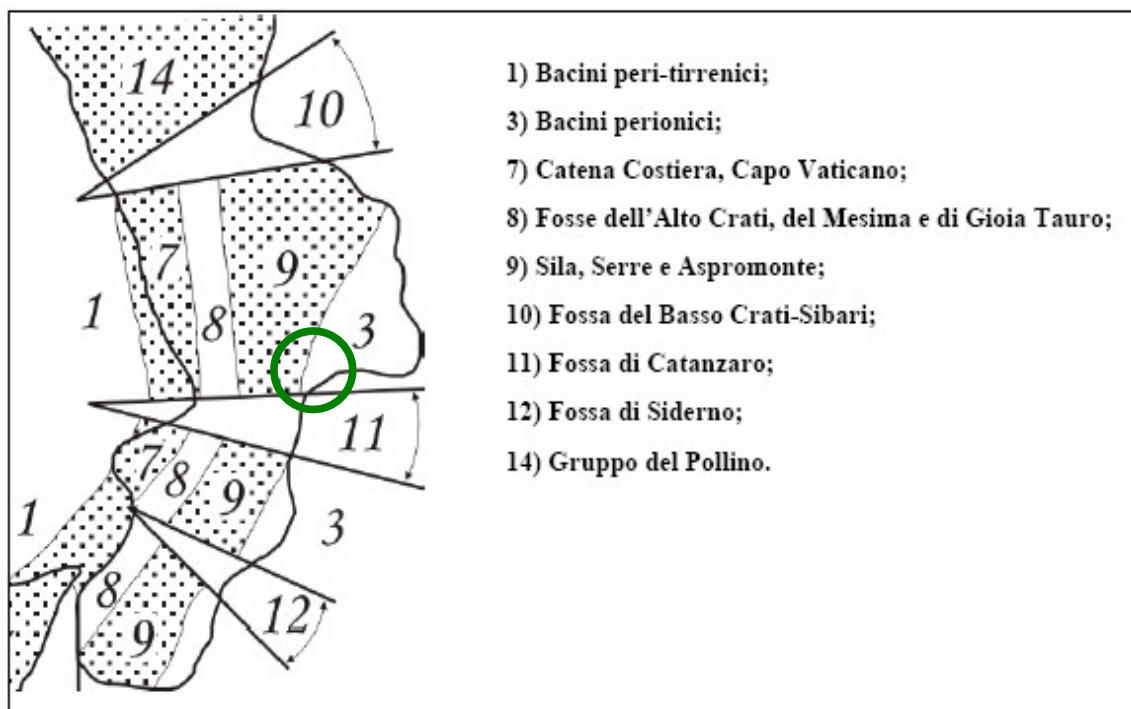 14
10
7
9
1
8
3
11
7
8
9
1
3
8
12
9
1) Bacini peri-tirrenici;
3) Bacini perionici;
7) Catena Costiera, Capo Vaticano;
8) Fosse dell'Alto Crati, del Mesima e di Gioia Tauro;
9) Sila, Serre e Aspromonte;
10) Fossa del Basso Crati-Sibari;
11) Fossa di Catanzaro;
12) Fossa di Siderno;
14) Gruppo del Pollino.